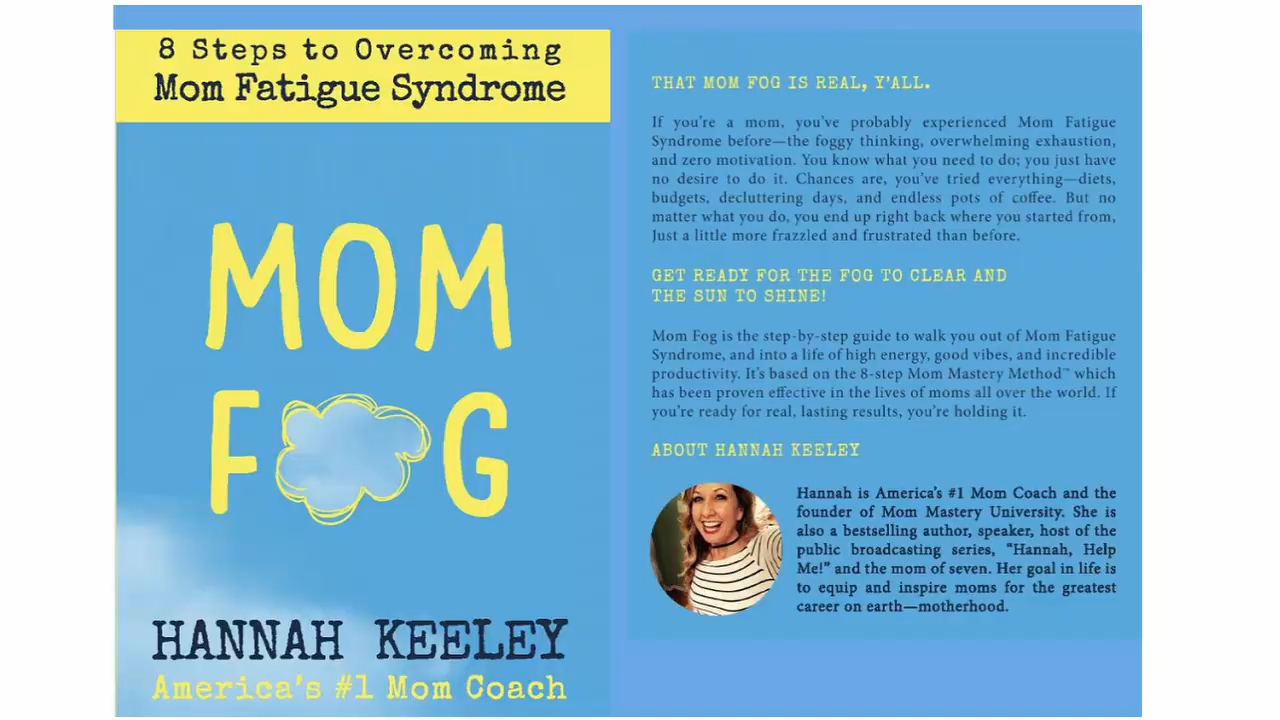 8 Steps to Overcoming
Mom Fatigue Syndrome
MOM
FOG
HANNAH KEELEY
America's #1 Mom Coach
THAT MOM FOG IS REAL, Y'ALL.
If you're a mom, you've probably experienced Mom Fatigue
Syndrome before—the foggy thinking, overwhelming exhaustion,
and zero motivation. You know what you need to do; you just have
no desire to do it. Chances are, you've tried everything—diets,
budgets, decluttering days, and endless pots of coffee. But no
matter what you do, you end up right back where you started from,
Just a little more frazzled and frustrated than before.
GET READY FOR THE FOG TO CLEAR AND
THE SUN TO SHINE!
Mom Fog is the step-by-step guide to walk you out of Mom Fatigue
Syndrome, and into a life of high energy, good vibes, and incredible
productivity. It's based on the 8-step Mom Mastery Method™ which
has been proven effective in the lives of moms all over the world. If
you're ready for real, lasting results, you're holding it.
ABOUT HANNAH KEELEY
Hannah is America's #1 Mom Coach and the
founder of Mom Mastery University. She is
also a bestselling author, speaker, host of the
public broadcasting series, "Hannah, Help
Me!" and the mom of seven. Her goal in life is
to equip and inspire moms for the greatest
career on earth—motherhood.